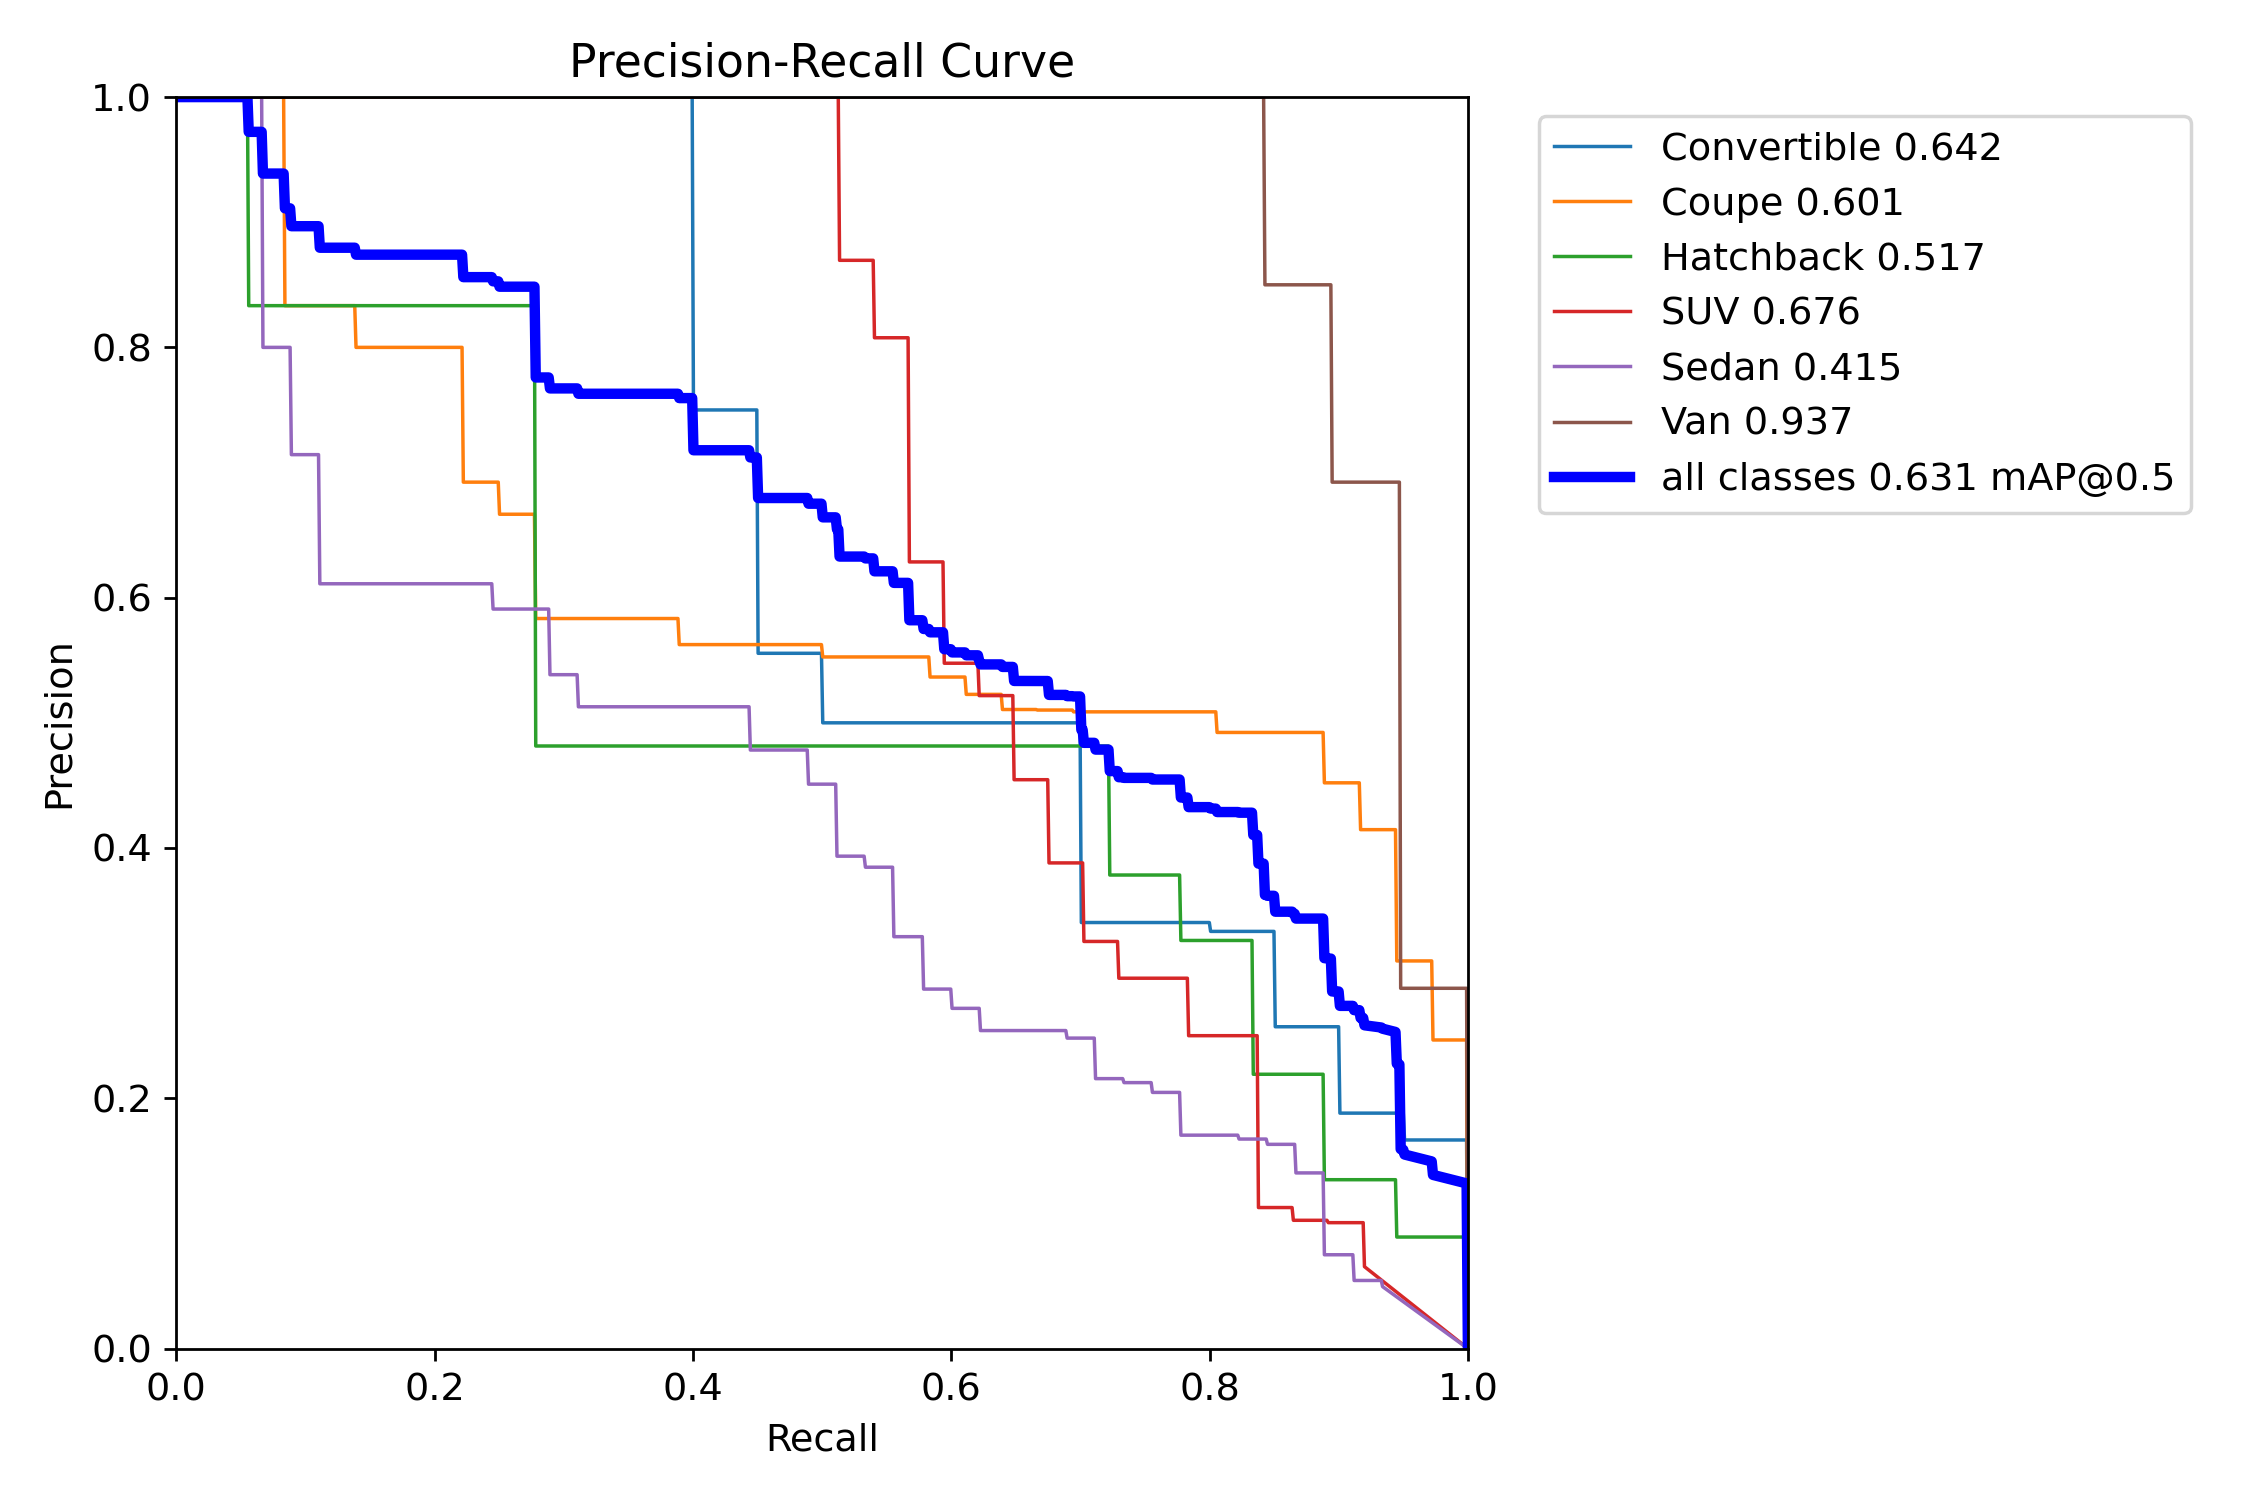 Precision-Recall Curve
1.0
0.8
0.6
0.4
0.2
0.0
Precision
0.0 0.2 0.4 0.6 0.8 1.0
Recall
Convertible 0.642
Coupe 0.601
Hatchback 0.517
SUV 0.676
Sedan 0.415
Van 0.937
all classes 0.631 mAP@0.5